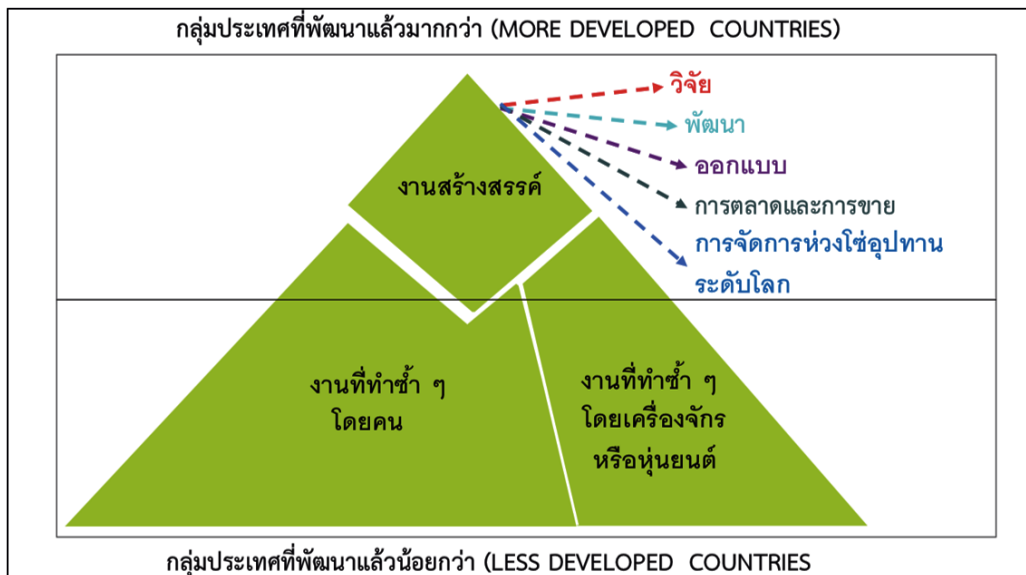 กลุ่มประเทศที่พัฒนาแล้วมากกว่า (MORE DEVELOPED COUNTRIES)
วิจัย
พัฒนา
ออกแบบ
งานสร้างสรรค์
การตลาดและการขาย
การจัดการห่วงโซ่อุปทาน
ระดับโลก
งานที่ทำซ้ำ ๆ
โดยคน
งานที่ทำซ้ำ ๆ
โดยเครื่องจักร
หรือหุ่นยนต์
กลุ่มประเทศที่พัฒนาแล้วน้อยกว่า (LESS DEVELOPED COUNTRIES